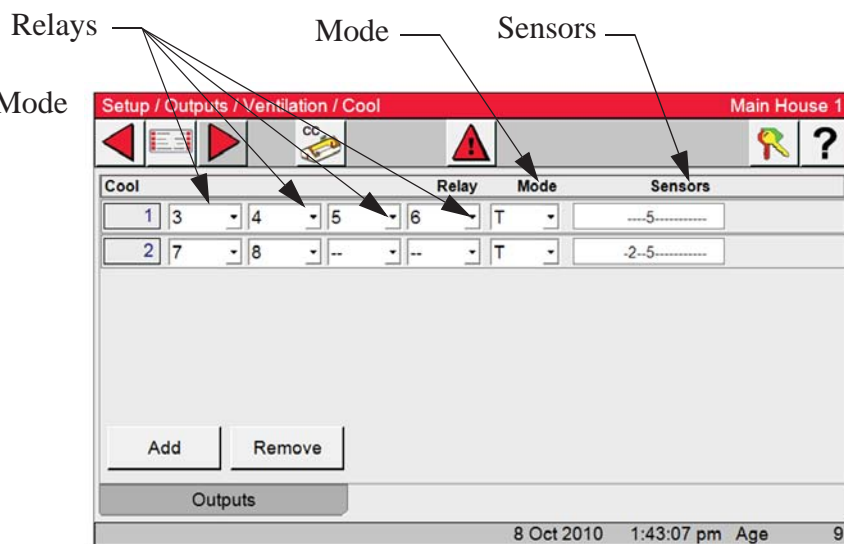 Relays Mode Sensors
Mode
Setup / Outputs / Ventilation / Cool Main House 1
CC
Cool Relay Mode Sensors
1 3 4 5 6 T ----5-----------
2 7 8 -- -- T -2--5-----------
Add Remove
Outputs
8 Oct 2010 1:43:07 pm Age 9